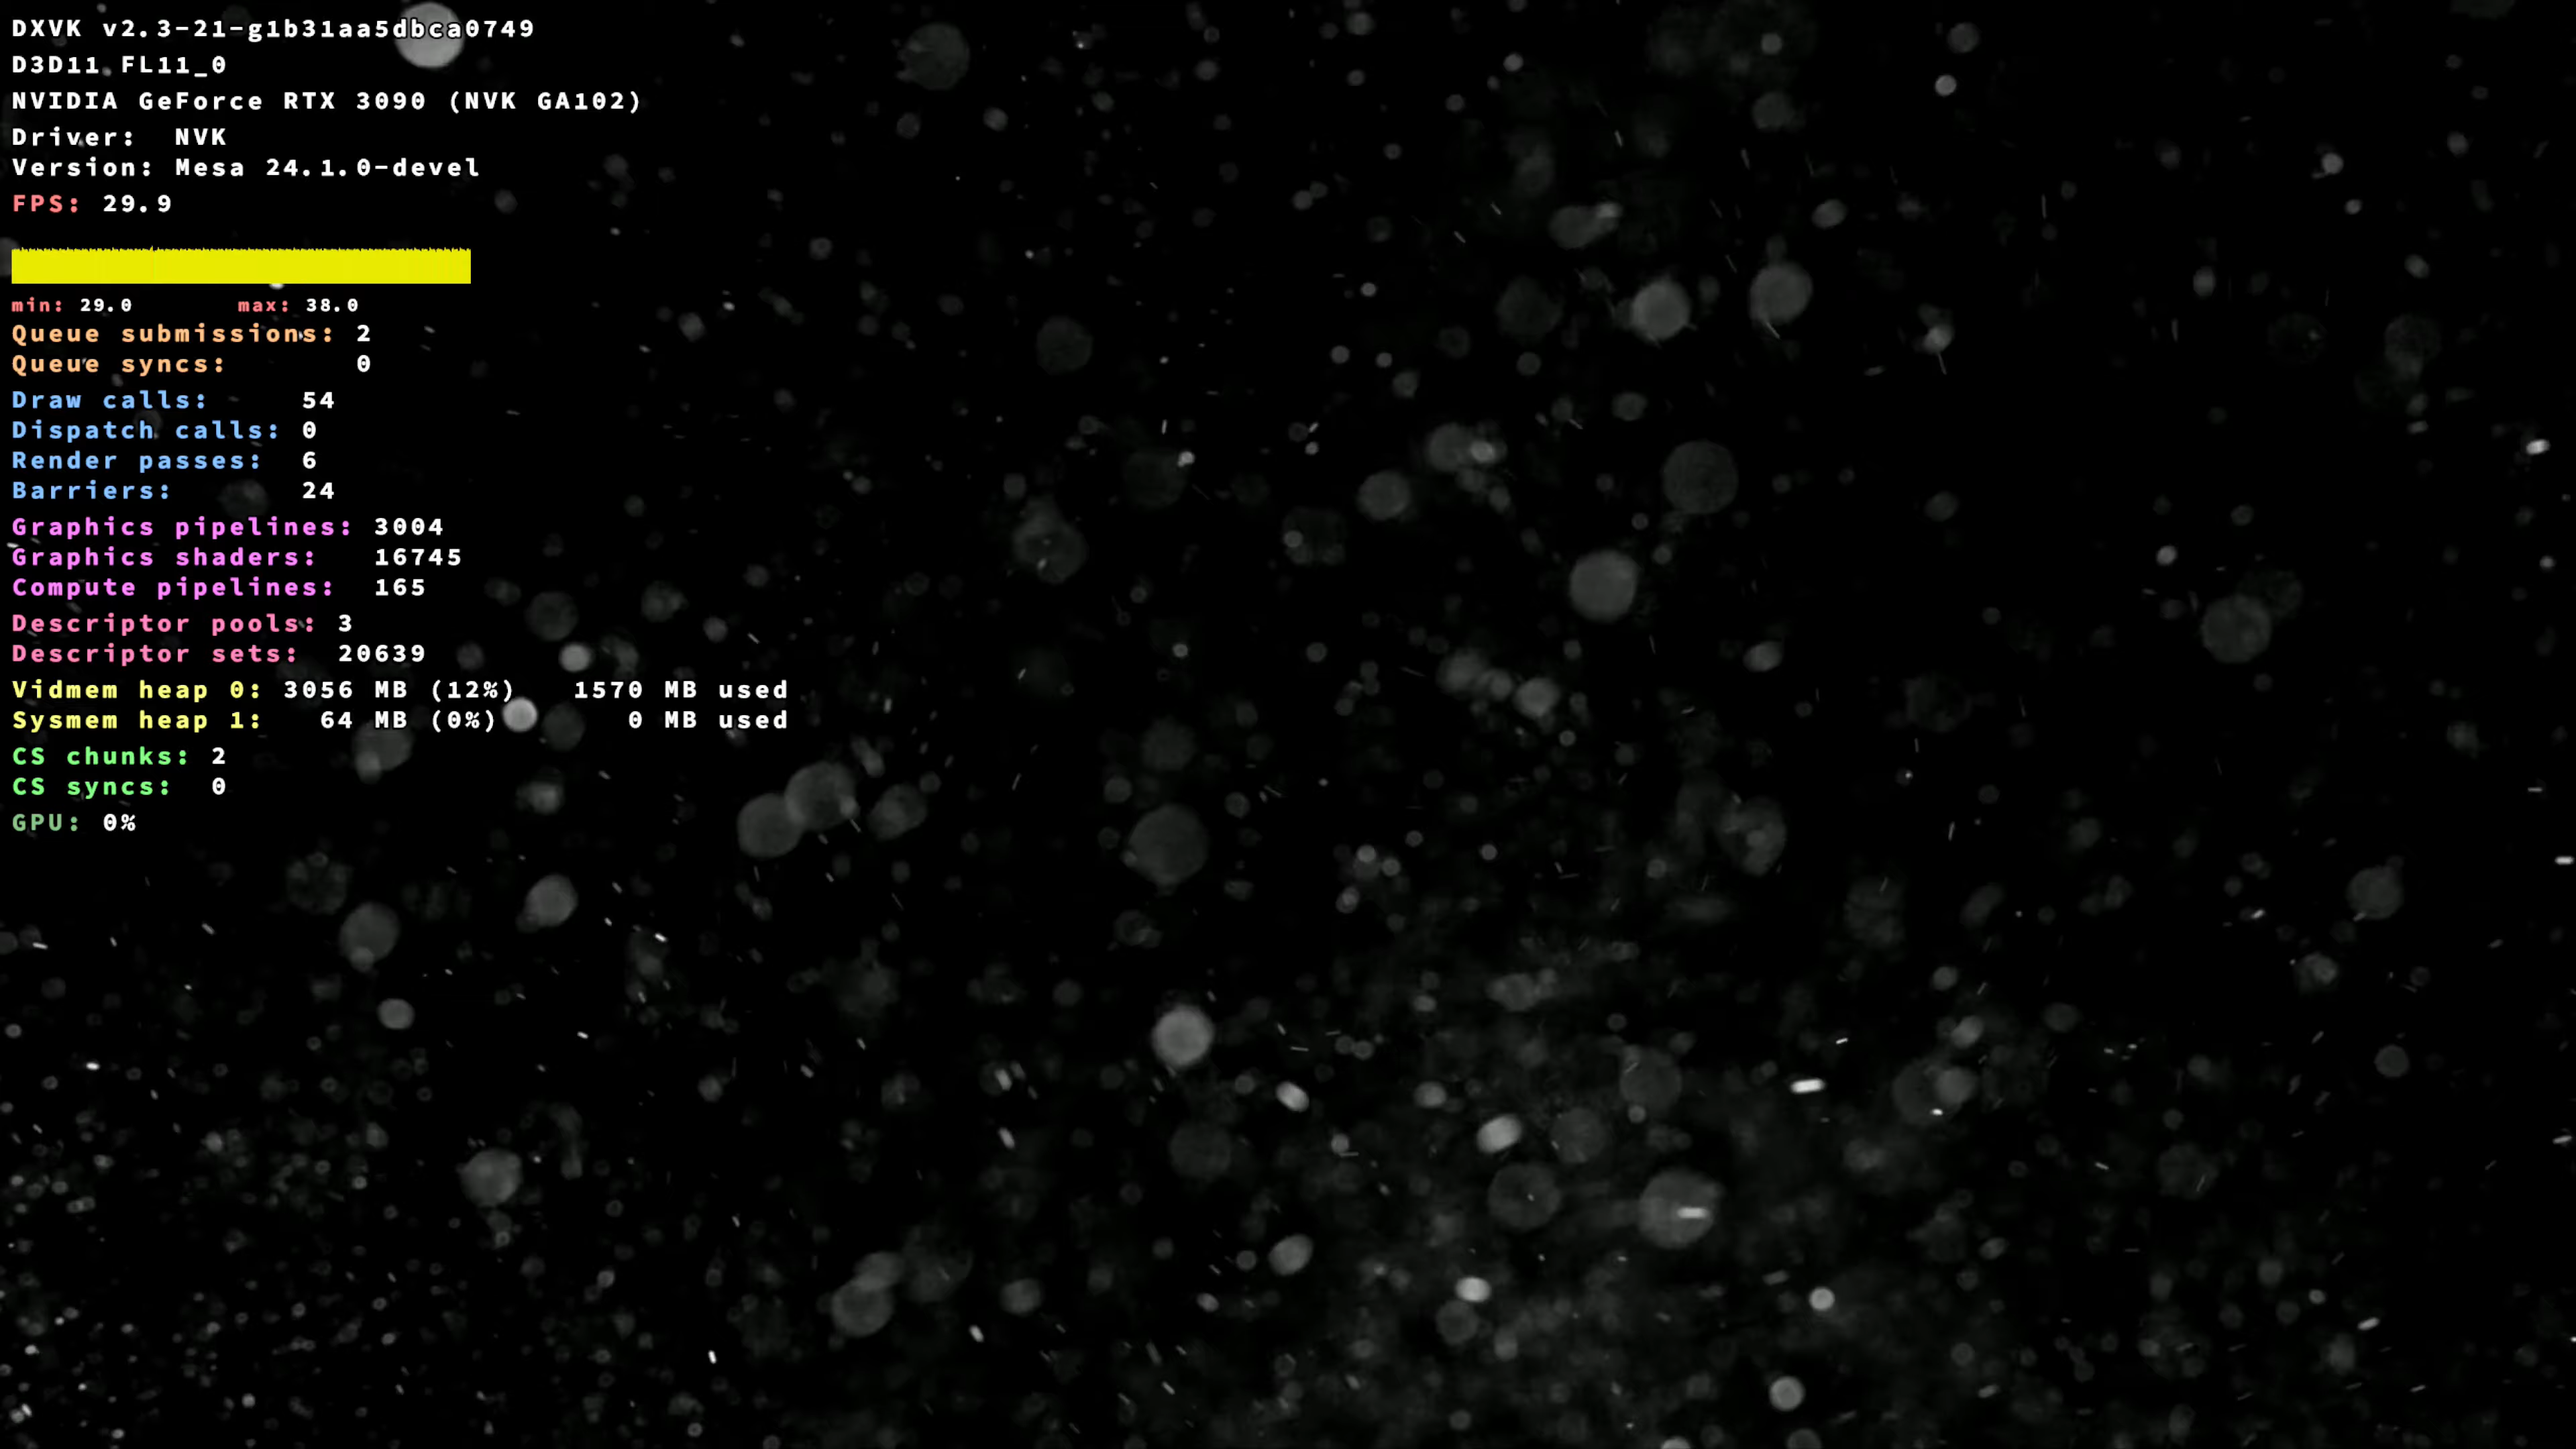 DXVK v2.3-21-g1b31aa5dbca0749
D3D11 FL11_0
NVIDIA GeForce RTX 3090 (NVK GA102)
Driver: NVK
Version: Mesa 24.1.0-devel
FPS: 29.9
min: 29.0 max: 38.0
Queue submissions: 2
Queue syncs: 0
Draw calls: 54
Dispatch calls: 0
Render passes: 6
Barriers: 24
Graphics pipelines: 3004
Graphics shaders: 16745
Compute pipelines: 165
Descriptor pools: 3
Descriptor sets: 20639
Vidmem heap 0: 3056 MB (12%) 1570 MB used
Sysmem heap 1: 64 MB (0%) 0 MB used
CS chunks: 2
CS syncs: 0
GPU: 0%